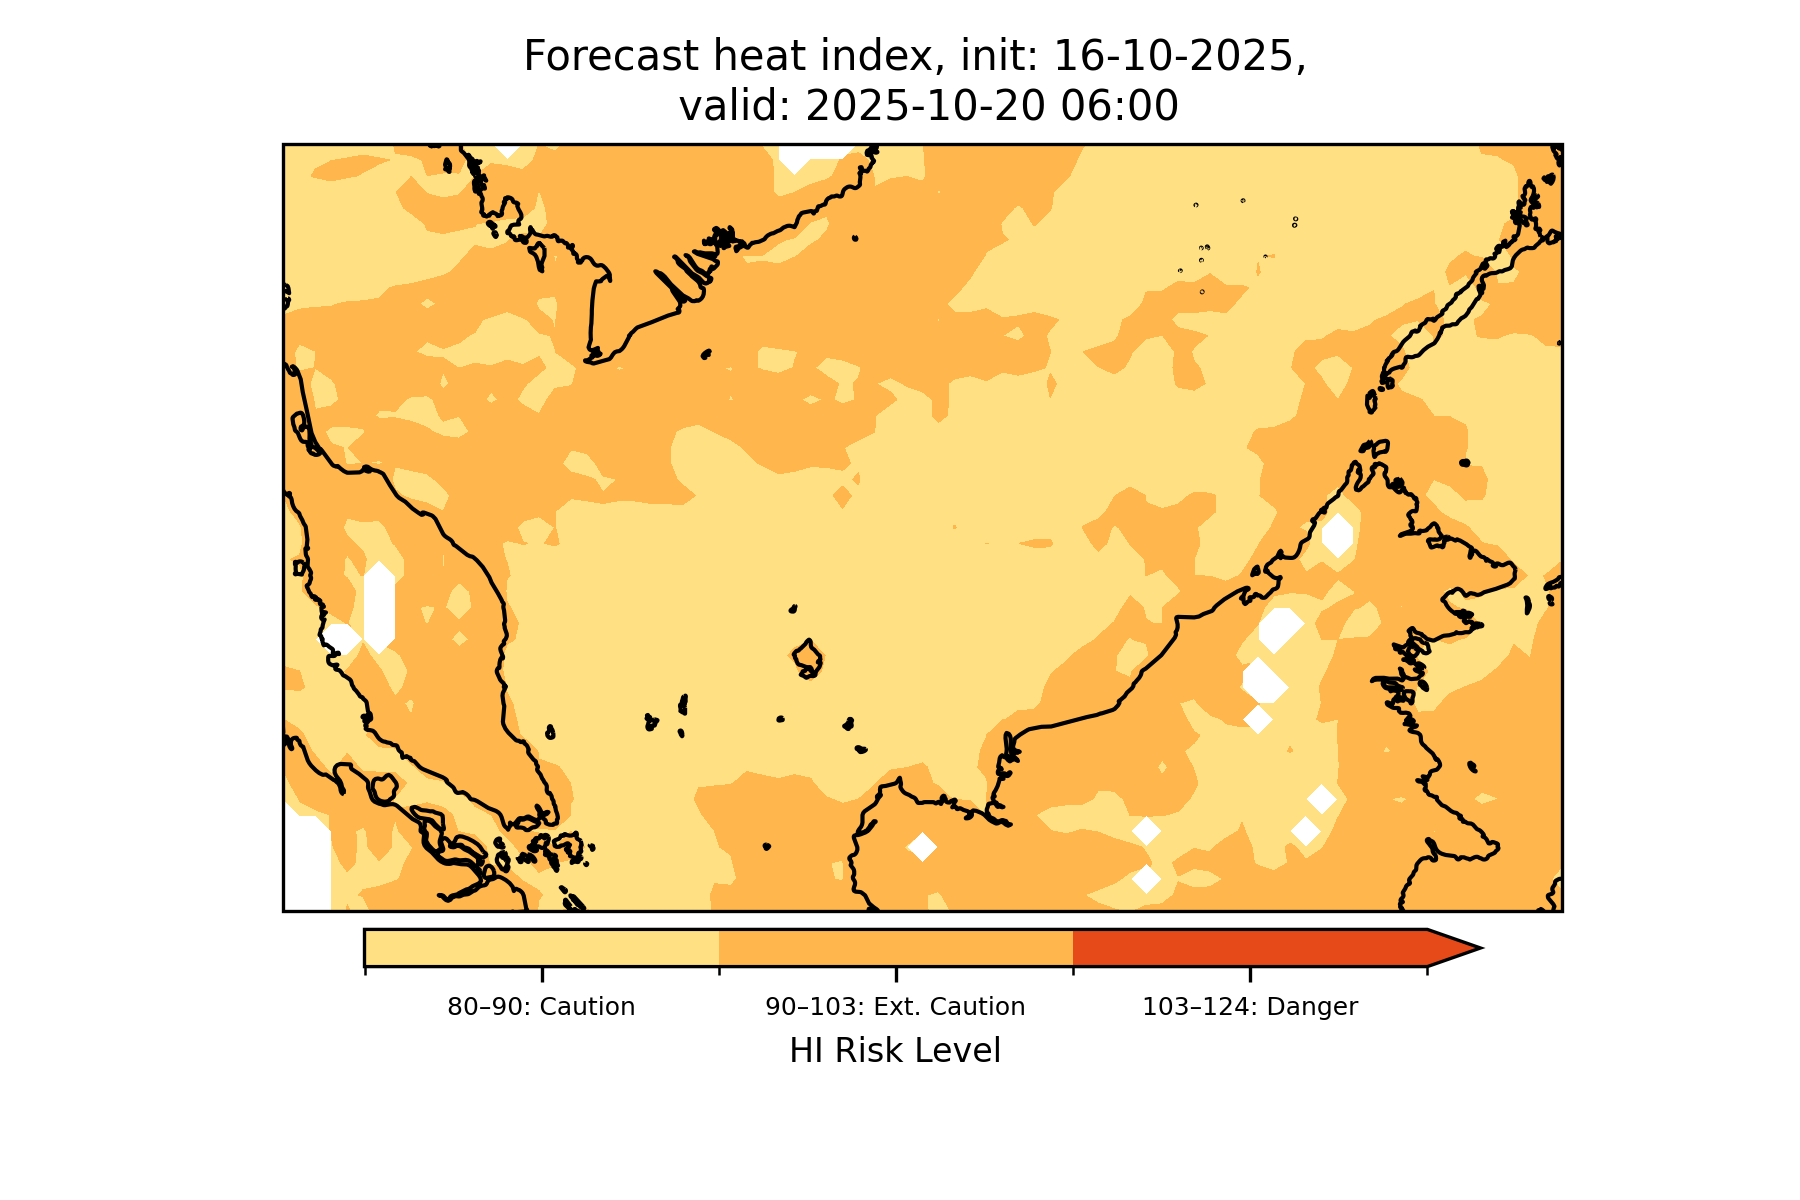 Forecast heat index, init: 16-10-2025,
valid: 2025-10-20 06:00
80–90: Caution
90–103: Ext. Caution
103–124: Danger
HI Risk Level